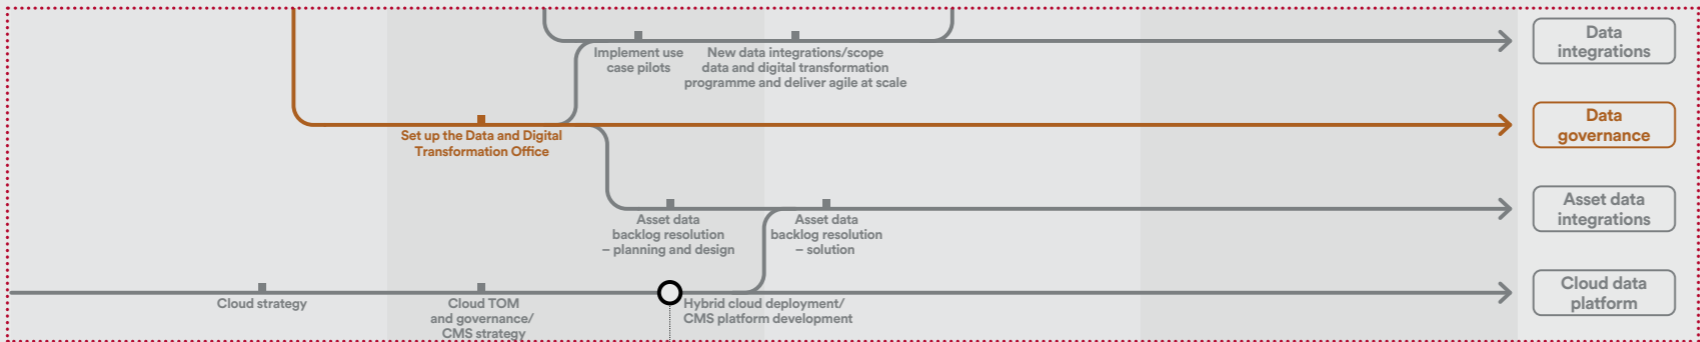 Implement use
case pilots
New data integrations/scope
data and digital transformation
programme and deliver agile at scale
Data
integrations
Set up the Data and Digital
Transformation Office
Data
governance
Asset data
backlog resolution
– planning and design
Asset data
backlog resolution
– solution
Asset data
integrations
Cloud strategy
Cloud TOM
and governance/
CMS strategy
Hybrid cloud deployment/
CMS platform development
Cloud data
platform